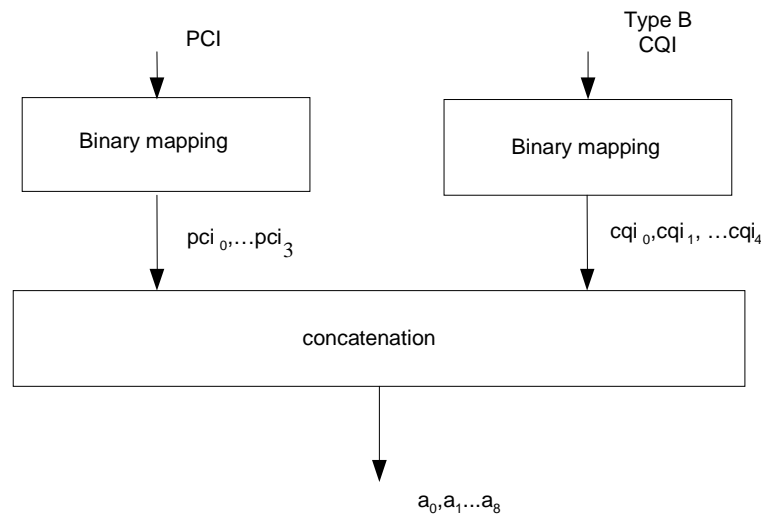 PCI
Type B
CQI
Binary mapping
Binary mapping
pci₀,…pci₃
cqi₀,cqi₁, …cqi₄
concatenation
a₀,a₁...a₈